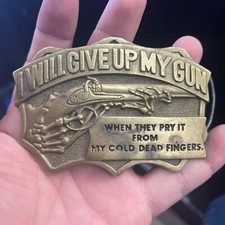 I WILL GIVE UP MY GUN
WHEN THEY PRY IT
FROM
MY COLD DEAD FINGERS.